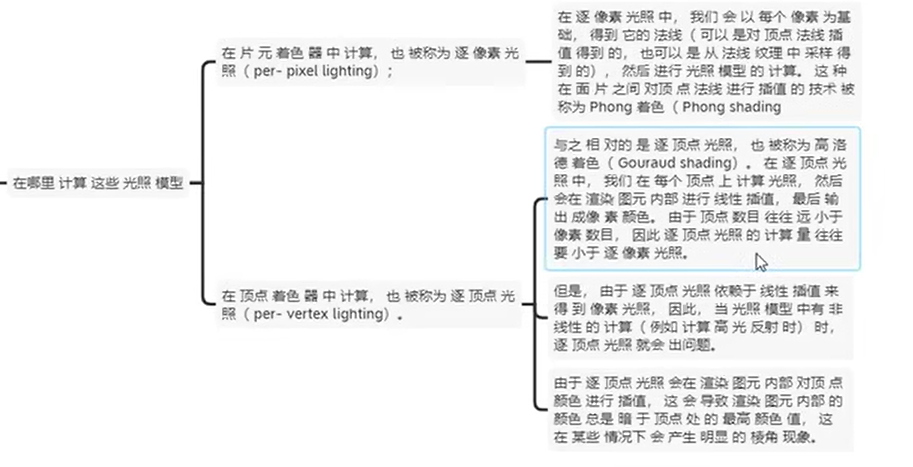 在哪里计算这些光照模型
在片元着色器中计算，也被称为逐像素光
照（per- pixel lighting）；
在逐像素光照中，我们会以每个像素为基
础，得到它的法线（可以是对顶点法线插
值得到的，也可以是从法线纹理中采样得
到的），然后进行光照模型的计算。这种
在面片之间对顶点法线进行插值的技术被
称为 Phong 着色（ Phong shading
在顶点着色器中计算，也被称为逐顶点光
照（per- vertex lighting）。
与之相对的是逐顶点光照，也被称为高洛
德着色（ Gouraud shading）。在逐顶点光
照中，我们在每个顶点上计算光照，然后
会在渲染图元内部进行线性插值，最后输
出成像素颜色。由于顶点数目往往远小于
像素数目，因此逐顶点光照的计算量往往
要小于逐像素光照。
但是，由于逐顶点光照依赖于线性插值来
得到像素光照，因此，当光照模型中有非
线性的计算（例如计算高光反射时）时，
逐顶点光照就会出问题。
由于逐顶点光照会在渲染图元内部对顶点
颜色进行插值，这会导致渲染图元内部的
颜色总是暗于顶点处的最高颜色值，这
在某些情况下会产生明显的棱角现象。